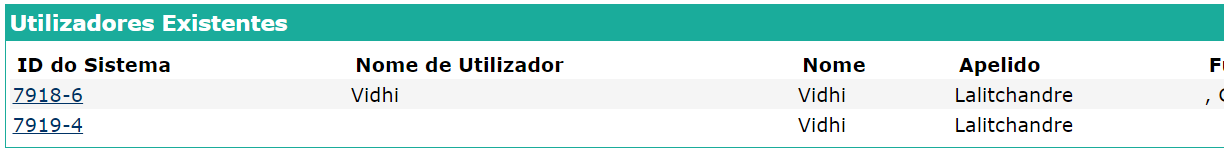 Utilizadores Existentes
ID do Sistema Nome de Utilizador Nome Apelido
7918-6 Vidhi Vidhi Lalitchandre ,
7919-4 Vidhi Lalitchandre